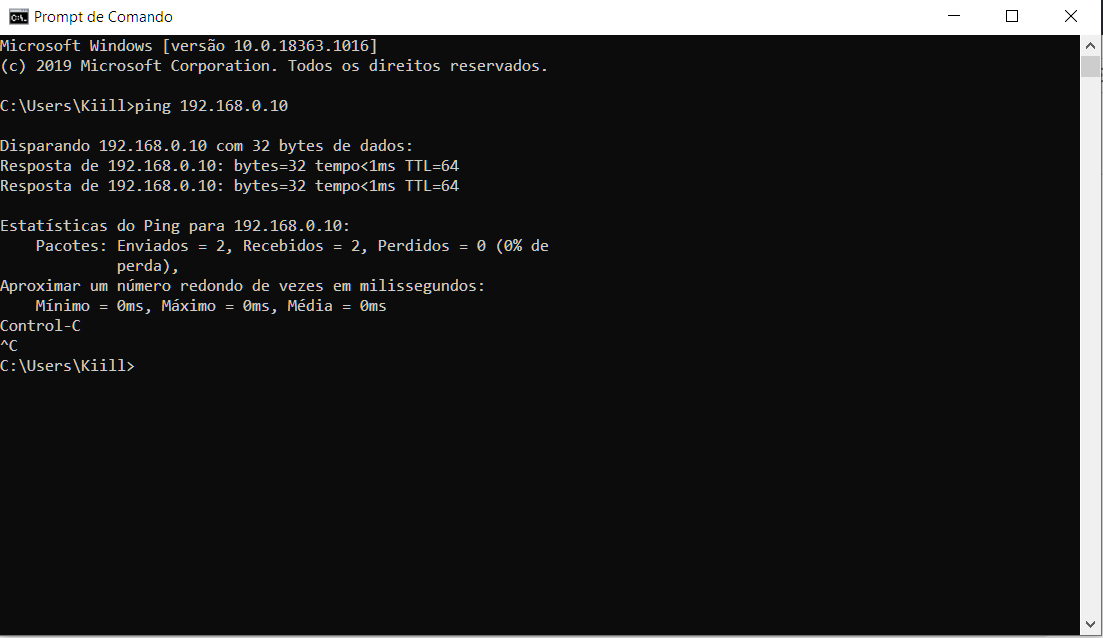 Prompt de Comando
Microsoft Windows [versão 10.0.18363.1016]
(c) 2019 Microsoft Corporation. Todos os direitos reservados.
C:\Users\Kiill>ping 192.168.0.10
Disparando 192.168.0.10 com 32 bytes de dados:
Resposta de 192.168.0.10: bytes=32 tempo<1ms TTL=64
Resposta de 192.168.0.10: bytes=32 tempo<1ms TTL=64
Estatísticas do Ping para 192.168.0.10:
    Pacotes: Enviados = 2, Recebidos = 2, Perdidos = 0 (0% de
             perda),
Aproximar um número redondo de vezes em milissegundos:
    Mínimo = 0ms, Máximo = 0ms, Média = 0ms
Control-C
^C
C:\Users\Kiill>